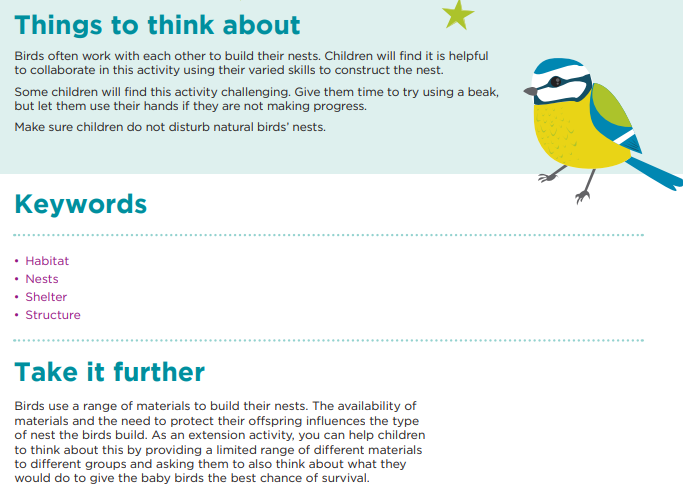 Things to think about
Birds often work with each other to build their nests. Children will find it is helpful
to collaborate in this activity using their varied skills to construct the nest.
Some children will find this activity challenging. Give them time to try using a beak,
but let them use their hands if they are not making progress.
Make sure children do not disturb natural birds’ nests.
Keywords
• Habitat
• Nests
• Shelter
• Structure
Take it further
Birds use a range of materials to build their nests. The availability of
materials and the need to protect their offspring influences the type
of nest the birds build. As an extension activity, you can help children
to think about this by providing a limited range of different materials
to different groups and asking them to also think about what they
would do to give the baby birds the best chance of survival.